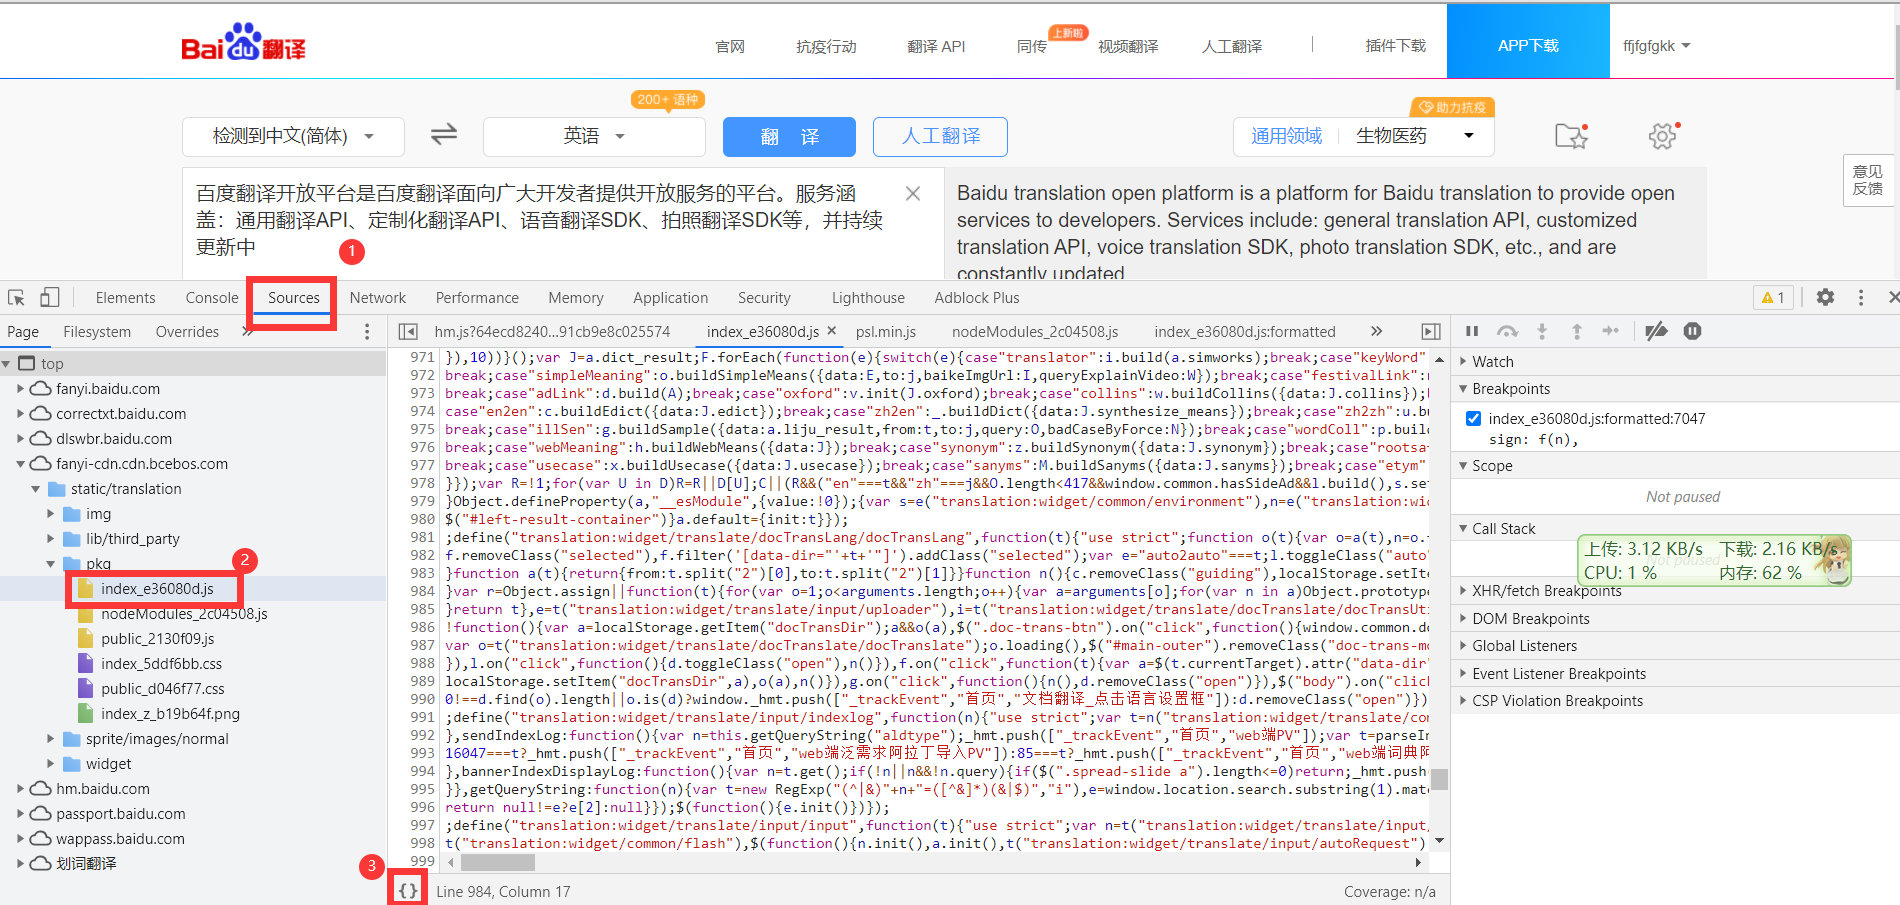 Bai du 翻译
官网
抗疫行动
翻译 API
同传
上新啦
视频翻译
人工翻译
插件下载
APP下载
ffjfgfgkk
200+ 语种
助力抗疫
检测到中文(简体)
英语
翻 译
人工翻译
通用领域
生物医药
意见
反馈
百度翻译开放平台是百度翻译面向广大开发者提供开放服务的平台。服务涵
盖：通用翻译API、定制化翻译API、语音翻译SDK、拍照翻译SDK等，并持续
更新中
Baidu translation open platform is a platform for Baidu translation to provide open
services to developers. Services include: general translation API, customized
translation API, voice translation SDK, photo translation SDK, etc., and are
constantly updated
1
Elements Console Sources Network Performance Memory Application Security Lighthouse Adblock Plus
1
Page Filesystem Overrides »
top
fanyi.baidu.com
correctxt.baidu.com
dlswbr.baidu.com
fanyi-cdn.cdn.bcebos.com
static/translation
img
lib/third_party
pkg
2
index_e36080d.js
nodeModules_2c04508.js
public_2130f09.js
index_5ddf6bb.css
public_d046f77.css
index_z_b19b64f.png
sprite/images/normal
widget
hm.baidu.com
passport.baidu.com
wappass.baidu.com
划词翻译
hm.js?64ecd8240...91cb9e8c025574 index_e36080d.js × psl.min.js nodeModules_2c04508.js index_e36080d.js:formatted »
971 }),10))}();var J=a.dict_result;F.forEach(function(e){switch(e){case"translator":i.build(a.simworks);break;case"keyWord"
972 break;case"simpleMeaning":o.buildSimpleMeans({data:E,to:j,baikeImgUrl:I,queryExplainVideo:W});break;case"festivalLink":
973 break;case"adLink":d.build(A);break;case"oxford":v.init(J.oxford);break;case"collins":w.buildCollins({data:J.collins});
974 case"en2en":c.buildEdict({data:J.edict});break;case"zh2en":_.buildDict({data:J.synthesize_means});break;case"zh2zh":u.bu
975 break;case"illSen":g.buildSample({data:a.liju_result,from:t,to:j,query:O,badCaseByForce:N});break;case"wordColl":p.build
976 break;case"webMeaning":h.buildWebMeans({data:J});break;case"synonym":z.buildSynonym({data:J.synonym});break;case"rootsa
977 break;case"usecase":x.buildUsecase({data:J.usecase});break;case"sanyms":M.buildSanyms({data:J.sanyms});break;case"etym"
978 }});var R=!1;for(var U in D)R=R||D[U];C||(R&&("en"===t&&"zh"===j&&O.length<417&&window.common.hasSideAd&&l.build(),s.set
979 }Object.defineProperty(a,"__esModule",{value:!0});{var s=e("translation:widget/common/environment"),n=e("translation:wid
980 $("#left-result-container")}a.default={init:t}});
981 ;define("translation:widget/translate/docTransLang/docTransLang",function(t){"use strict";function o(t){var o=a(t),n=o.
982 f.removeClass("selected"),f.filter('[data-dir="'+t+'"]').addClass("selected");var e="auto2auto"===t;l.toggleClass("auto"
983 }function a(t){return{from:t.split("2")[0],to:t.split("2")[1]}}function n(){c.removeClass("guiding"),localStorage.setIte
984 }var r=Object.assign||function(t){for(var o=1;o<arguments.length;o++){var a=arguments[o];for(var n in a)Object.prototype
985 }return t},e=t("translation:widget/translate/input/uploader"),i=t("translation:widget/translate/docTranslate/docTransUti
986 !function(){var a=localStorage.getItem("docTransDir");a&&o(a),$(".doc-trans-btn").on("click",function(){window.common.do
987 var o=t("translation:widget/translate/docTranslate/docTranslate");o.loading(),$("#main-outer").removeClass("doc-trans-mo
988 }),l.on("click",function(){d.toggleClass("open"),n()}),f.on("click",function(t){var a=$(t.currentTarget).attr("data-dir"
989 localStorage.setItem("docTransDir",a),o(a),n()}),g.on("click",function(){n(),d.removeClass("open")}),$("body").on("clic
990 0!==d.find(o).length||o.is(d)?window._hmt.push(["_trackEvent","首页","文档翻译_点击语言设置框"]):d.removeClass("open")})
991 ;define("translation:widget/translate/input/indexlog",function(n){"use strict";var t=n("translation:widget/translate/com
992 },sendIndexLog:function(){var n=this.getQueryString("aldtype");_hmt.push(["_trackEvent","首页","web端PV"]);var t=parseIn
993 16047===t?_hmt.push(["_trackEvent","首页","web端泛需求阿拉丁导入PV"]):85===t?_hmt.push(["_trackEvent","首页","web端词典阿
994 },bannerIndexDisplayLog:function(){var n=t.get();if(!n||n&&!n.query){if($(".spread-slide a").length<=0)return;_hmt.push
995 }},getQueryString:function(n){var t=new RegExp("(^|&)"+n+"=([^&]*)(&|$)","i"),e=window.location.search.substring(1).matc
996 return null!=e?e[2]:null}});$(function(){e.init()})});
997 ;define("translation:widget/translate/input/input",function(t){"use strict";var n=t("translation:widget/translate/input/
998 t("translation:widget/common/flash"),$(function(){n.init(),a.init(),t("translation:widget/translate/input/autoRequest")
999
3
{} Line 984, Column 17
Coverage: n/a
Watch
Breakpoints
index_e36080d.js:formatted:7047
sign: f(n),
Scope
Not paused
Call Stack
Not paused
上传: 3.12 KB/s 下载: 2.16 KB/s
CPU: 1 % 内存: 62 %
XHR/fetch Breakpoints
DOM Breakpoints
Global Listeners
Event Listener Breakpoints
CSP Violation Breakpoints